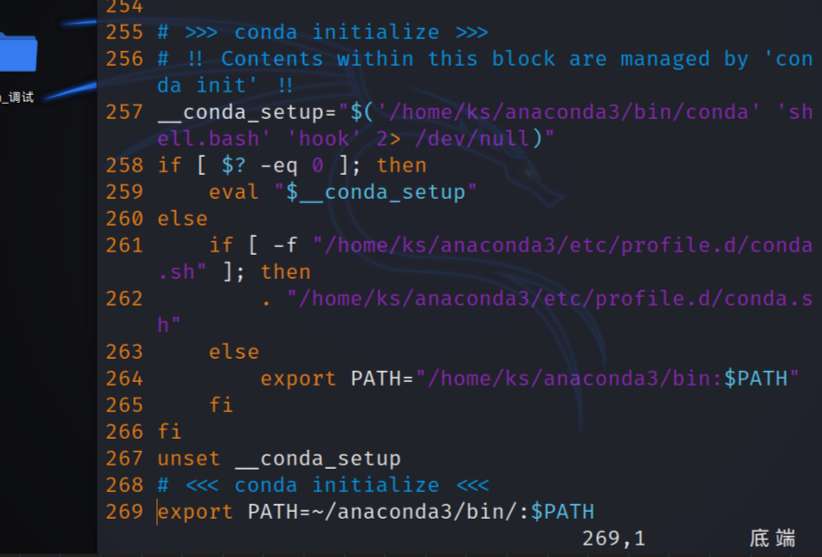 254
255 # >>> conda initialize >>>
256 # !! Contents within this block are managed by 'con
da init' !!
_调试
257 __conda_setup="$('/home/ks/anaconda3/bin/conda' 'sh
ell.bash' 'hook' 2> /dev/null)"
258 if [ $? -eq 0 ]; then
259     eval "$__conda_setup"
260 else
261     if [ -f "/home/ks/anaconda3/etc/profile.d/conda
.sh" ]; then
262         . "/home/ks/anaconda3/etc/profile.d/conda.s
h"
263     else
264         export PATH="/home/ks/anaconda3/bin:$PATH"
265     fi
266 fi
267 unset __conda_setup
268 # <<< conda initialize <<<
269 export PATH=~/anaconda3/bin/:$PATH
269,1 底端